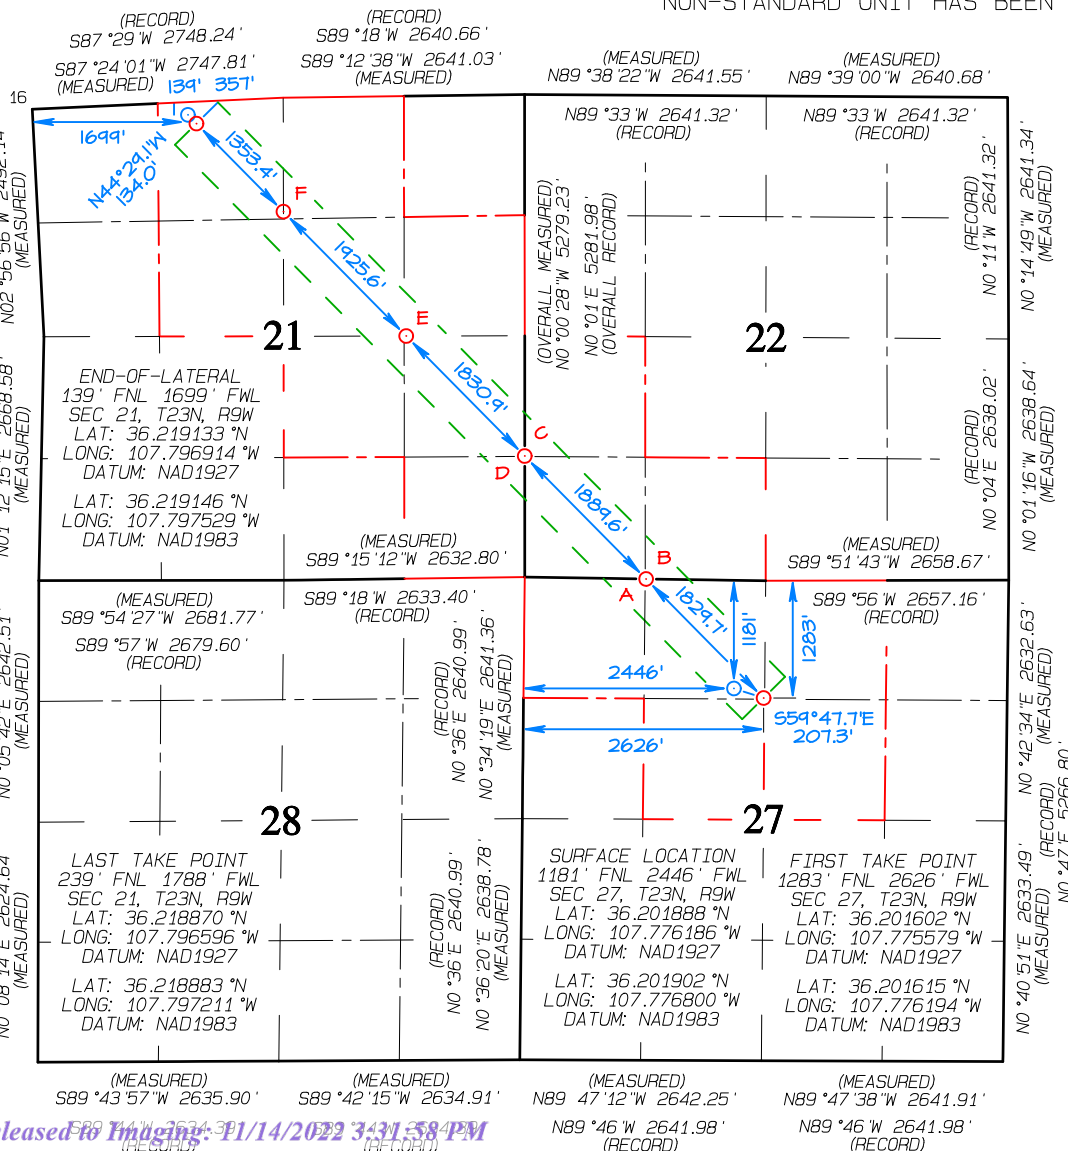 NON-STANDARD UNIT HAS BEEN
(RECORD)
S87°29'W 2748.24'
S87°24'01"W 2747.81'
(MEASURED)
(RECORD)
S89°18'W 2640.66'
S89°12'38"W 2641.03'
(MEASURED)
(MEASURED)
N89°38'22"W 2641.55'
N89°33'W 2641.32'
(RECORD)
(MEASURED)
N89°39'00"W 2640.68'
N89°33'W 2641.32'
(RECORD)
16
139' 357'
1699'
N44°29.1'W
134.0'
1353.4'
F
1925.6'
E
1830.9'
C
D
1889.6'
B
A
1829.7'
(MEASURED)
(MEASURED)
(OVERALL MEASURED)
N0°00'28"W 5279.23'
N0°01'E 5281.98'
(OVERALL RECORD)
(RECORD)
N0°11'W 2641.32'
N0°14'49"W 2641.34'
(MEASURED)
(RECORD)
N0°04'E 2638.02'
N0°01'16"W 2638.64'
(MEASURED)
21
22
END-OF-LATERAL
139' FNL 1699' FWL
SEC 21, T23N, R9W
LAT: 36.219133°N
LONG: 107.796914°W
DATUM: NAD1927
LAT: 36.219146°N
LONG: 107.797529°W
DATUM: NAD1983
(MEASURED)
S89°15'12"W 2632.80'
S89°18'W 2633.40'
(RECORD)
(MEASURED)
S89°51'43"W 2658.67'
S89°56'W 2657.16'
(RECORD)
(MEASURED)
S89°54'27"W 2681.77'
S89°57'W 2679.60'
(RECORD)
(MEASURED)
(RECORD)
N0°36'E 2640.99'
N0°34'19"E 2641.36'
(MEASURED)
1181'
1283'
2446'
2626'
S59°47.7'E
207.3'
N0°42'34"E 2632.63'
(MEASURED)
(RECORD)
28
27
LAST TAKE POINT
239' FNL 1788' FWL
SEC 21, T23N, R9W
LAT: 36.218870°N
LONG: 107.796596°W
DATUM: NAD1927
LAT: 36.218883°N
LONG: 107.797211°W
DATUM: NAD1983
(MEASURED)
(RECORD)
N0°36'E 2640.99'
N0°36'20"E 2638.78'
(MEASURED)
SURFACE LOCATION
1181' FNL 2446' FWL
SEC 27, T23N, R9W
LAT: 36.201888°N
LONG: 107.776186°W
DATUM: NAD1927
LAT: 36.201902°N
LONG: 107.776800°W
DATUM: NAD1983
FIRST TAKE POINT
1283' FNL 2626' FWL
SEC 27, T23N, R9W
LAT: 36.201602°N
LONG: 107.775579°W
DATUM: NAD1927
LAT: 36.201615°N
LONG: 107.776194°W
DATUM: NAD1983
N0°40'51"E 2633.49'
(MEASURED)
(MEASURED)
S89°43'57"W 2635.90'
(RECORD)
(MEASURED)
S89°42'15"W 2634.91'
(RECORD)
(MEASURED)
N89 47'12"W 2642.25'
N89°46'W 2641.98'
(RECORD)
(MEASURED)
N89°47'38"W 2641.91'
N89°46'W 2641.98'
(RECORD)
eleased to Imaging: 11/14/2022 3:31:58 PM